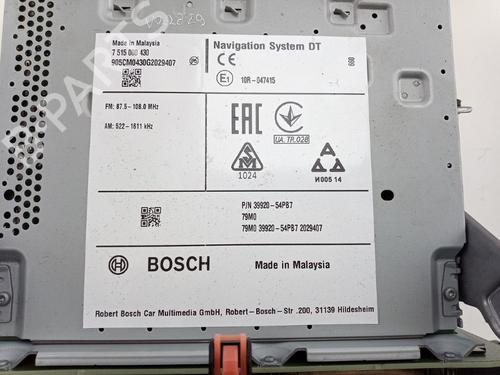 Made in Malaysia
7 515 000 430
905CM0430G2029407
Navigation System DT
CE
E1 10R-047415
FM: 87.5-108.0 MHz
AM: 522-1611 kHz
EAC
UA.TR.028
1024
И005 14
P/N 39920-54PB7
79M0
79M0 39920-54PB7 2029407
BOSCH
Made in Malaysia
Robert Bosch Car Multimedia GmbH, Robert-Bosch-Str .200, 31139 Hildesheim